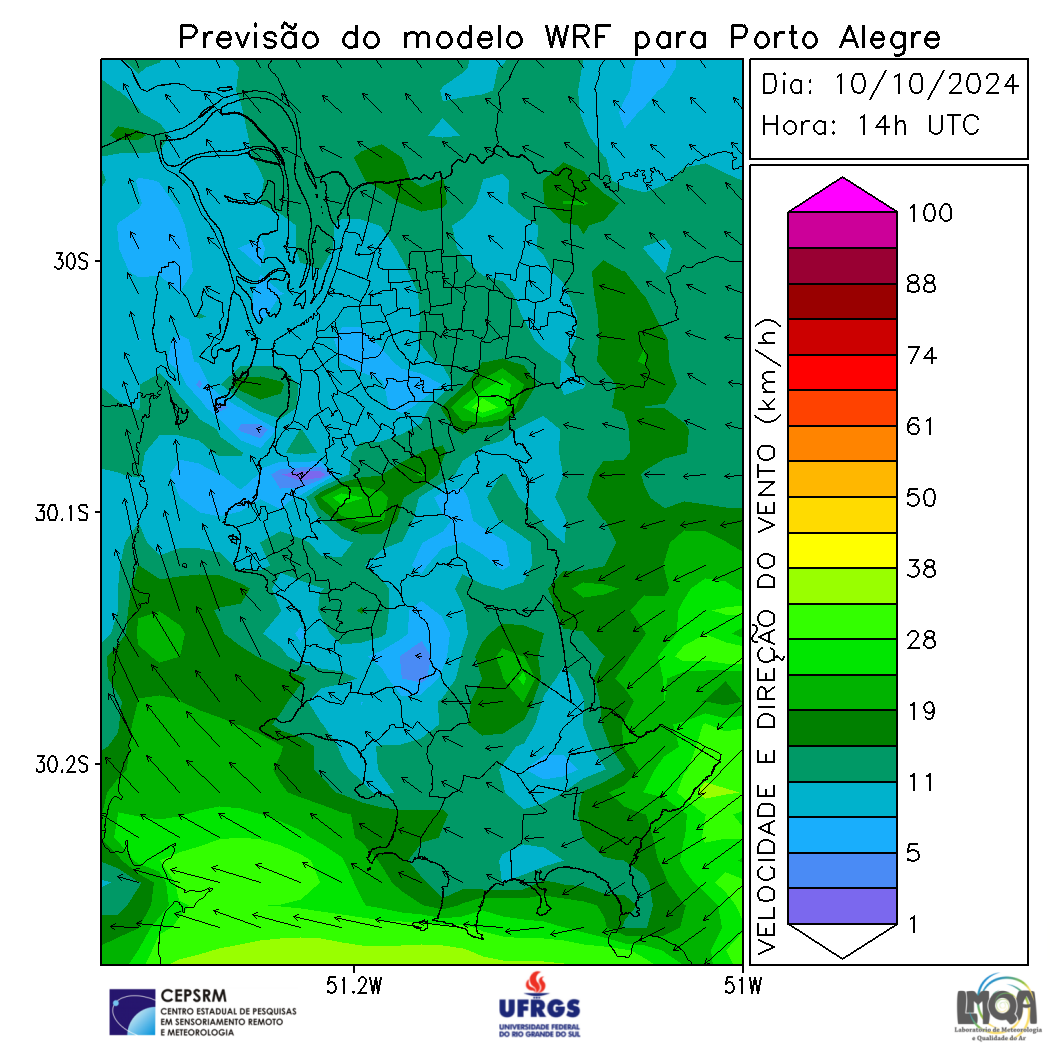 Previsão do modelo WRF para Porto Alegre
Dia: 10/10/2024
Hora: 14h UTC
30S
30.1S
30.2S
51.2W
51W
VELOCIDADE E DIREÇÃO DO VENTO (km/h)
100
88
74
61
50
38
28
19
11
5
1
CEPSRM
CENTRO ESTADUAL DE PESQUISAS
EM SENSORIAMENTO REMOTO
E METEOROLOGIA
UFRGS
UNIVERSIDADE FEDERAL
DO RIO GRANDE DO SUL
LMQA
Laboratório de Meteorologia
e Qualidade do Ar